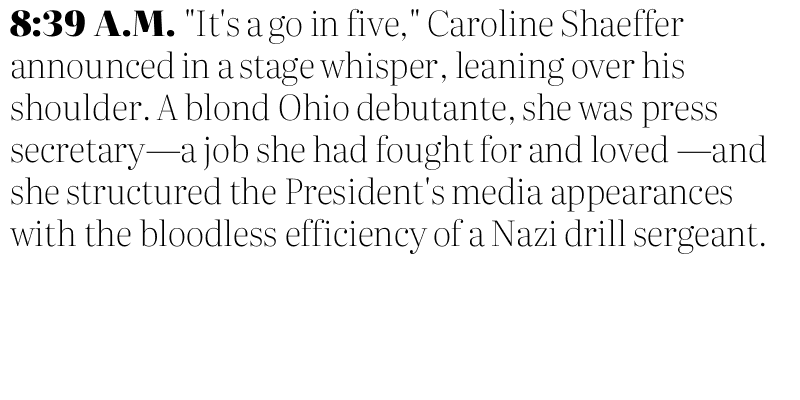 8:39 A.M. "It's a go in five," Caroline Shaeffer
announced in a stage whisper, leaning over his
shoulder. A blond Ohio debutante, she was press
secretary—a job she had fought for and loved —and
she structured the President's media appearances
with the bloodless efficiency of a Nazi drill sergeant.